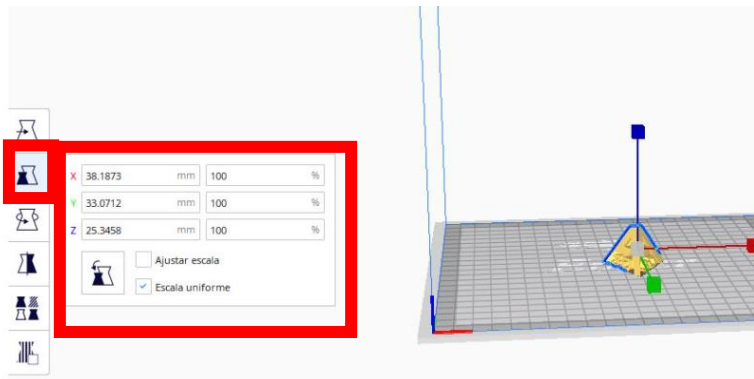 X 38.1873 mm 100 %
Y 33.0712 mm 100 %
Z 25.3458 mm 100 %
Ajustar escala
Escala uniforme